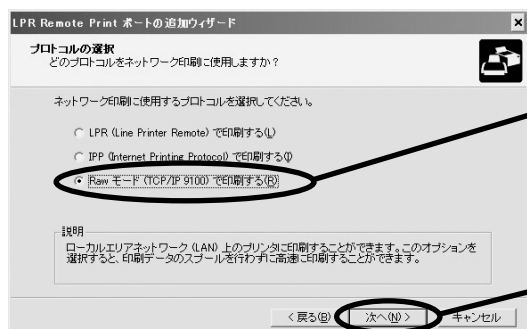 LPR Remote Print ポートの追加ウィザード
プロトコルの選択
どのプロトコルをネットワーク印刷に使用しますか？
ネットワーク印刷に使用するプロトコルを選択してください。
LPR (Line Printer Remote) で印刷する(L)
IPP (Internet Printing Protocol) で印刷する(I)
Raw モード (TCP/IP 9100) で印刷する(R)
説明
ローカルエリアネットワーク (LAN) 上のプリンタに印刷することができます。このオプションを
選択すると、印刷データのスプールを行わずに高速に印刷することができます。
< 戻る(B) 次へ(N) > キャンセル